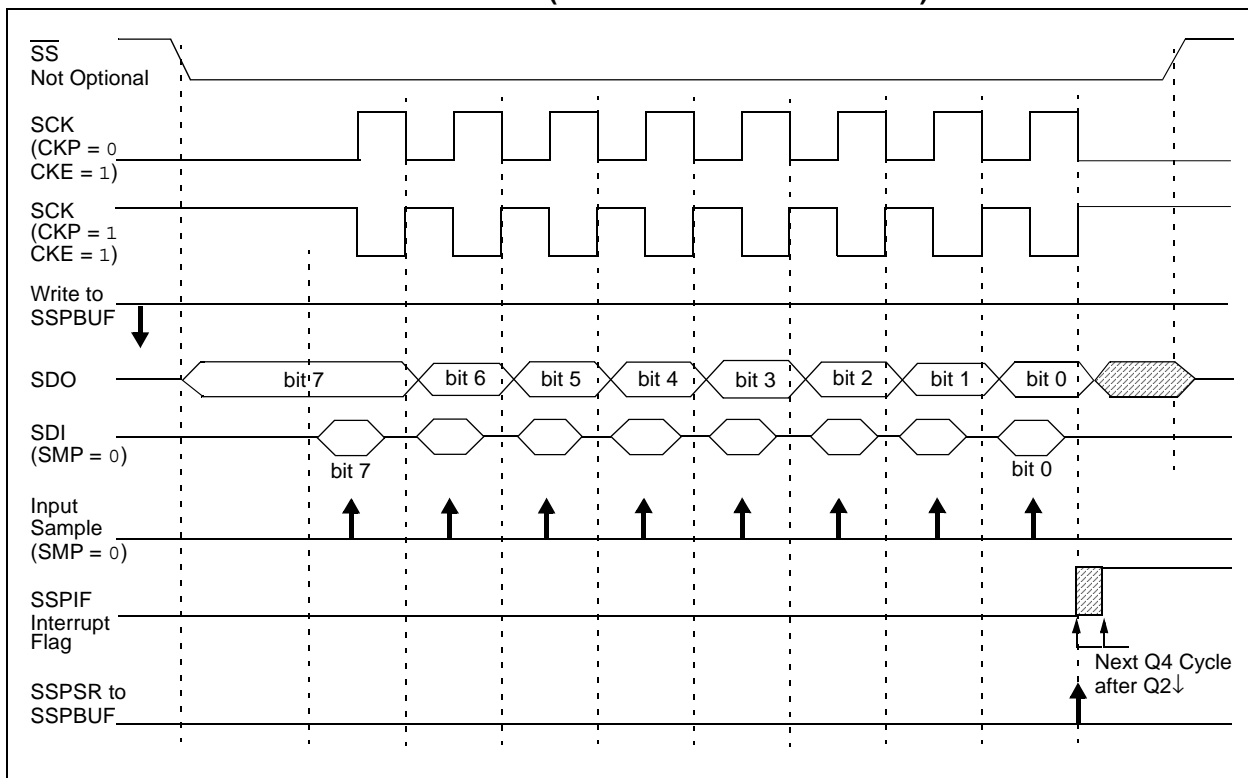 SS
Not Optional
SCK
(CKP = 0
CKE = 1)
SCK
(CKP = 1
CKE = 1)
Write to
SSPBUF
SDO
bit 7
bit 6
bit 5
bit 4
bit 3
bit 2
bit 1
bit 0
SDI
(SMP = 0)
bit 7
bit 0
Input
Sample
(SMP = 0)
SSPIF
Interrupt
Flag
Next Q4 Cycle
after Q2↓
SSPSR to
SSPBUF